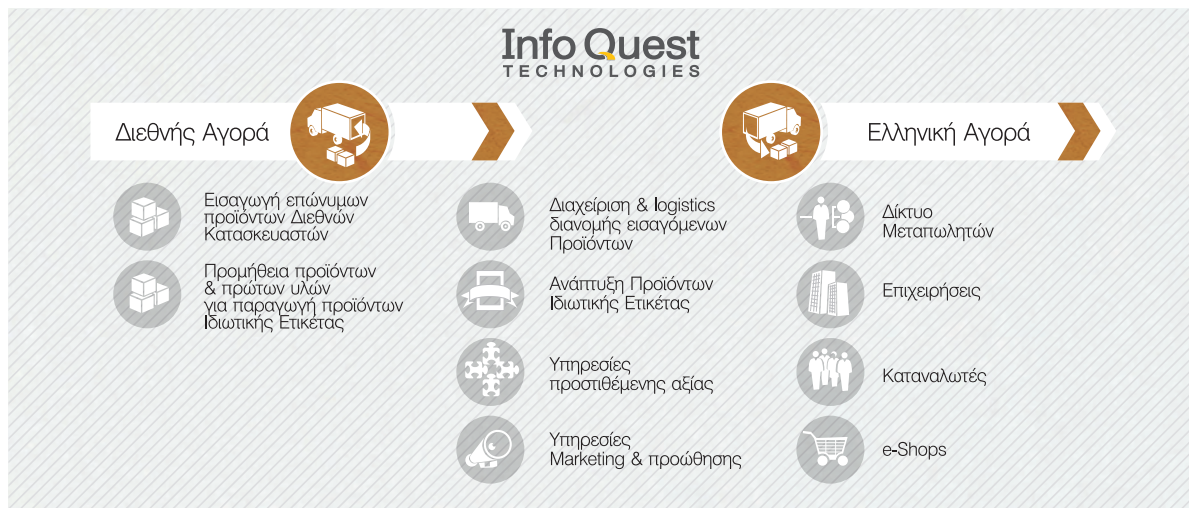 Info Quest
TECHNOLOGIES
Διεθνής Αγορά
Ελληνική Αγορά
Εισαγωγή επώνυμων
προϊόντων Διεθνών
Κατασκευαστών
Προμήθεια προϊόντων
& πρώτων υλών
για παραγωγή προϊόντων
Ιδιωτικής Ετικέτας
Διαχείριση & logistics
διανομής εισαγόμενων
Προϊόντων
Ανάπτυξη Προϊόντων
Ιδιωτικής Ετικέτας
Υπηρεσίες
προστιθέμενης αξίας
Υπηρεσίες
Marketing & προώθησης
Δίκτυο
Μεταπωλητών
Επιχειρήσεις
Καταναλωτές
e-Shops